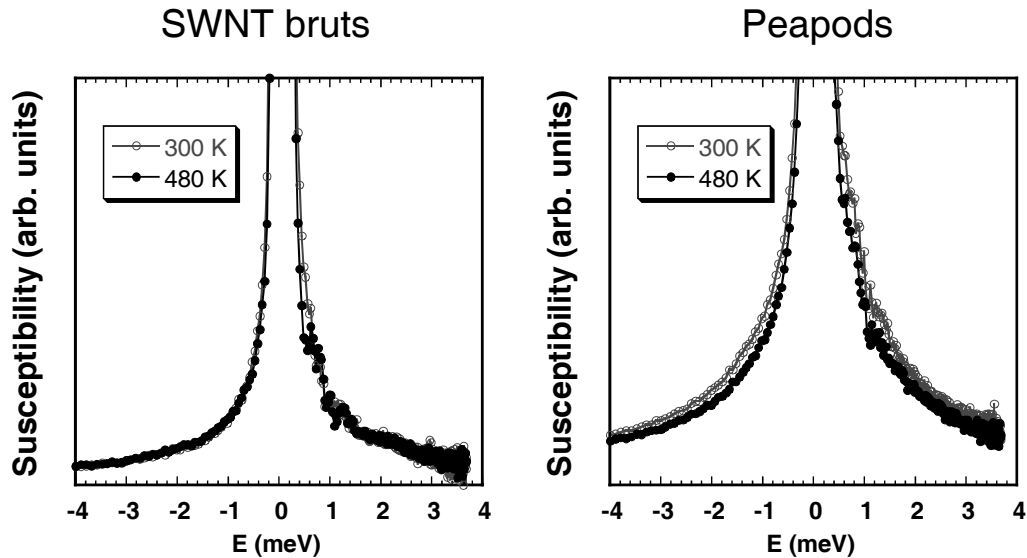 SWNT bruts
Susceptibility (arb. units)
300 K
480 K
-4 -3 -2 -1 0 1 2 3 4
E (meV)
Peapods
Susceptibility (arb. units)
300 K
480 K
-4 -3 -2 -1 0 1 2 3 4
E (meV)